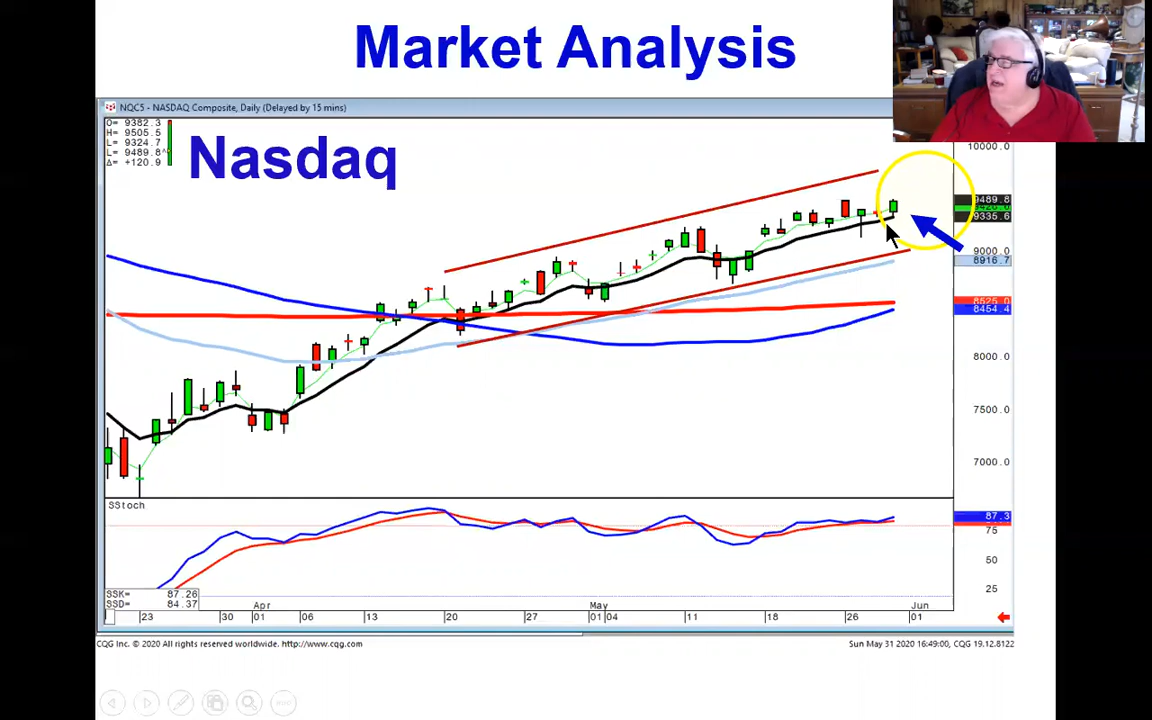 Market Analysis
NQC5 - NASDAQ Composite, Daily (Delayed by 15 mins)
O= 9382.3
H= 9505.5
L= 9324.7
L= 9489.8^
Δ= +120.9
Nasdaq
10000.0
9489.8
9335.6
9000.0
8916.7
8525.0
8454.4
8000.0
7500.0
7000.0
SStoch
87.3
75
50
25
SSK= 87.26
SSD= 84.37
Apr May Jun
23 30 01 06 13 20 27 01 04 11 18 26 01
CQG Inc. © 2020 All rights reserved worldwide. http://www.cqg.com
Sun May 31 2020 16:49:00, CQG 19.12.8122